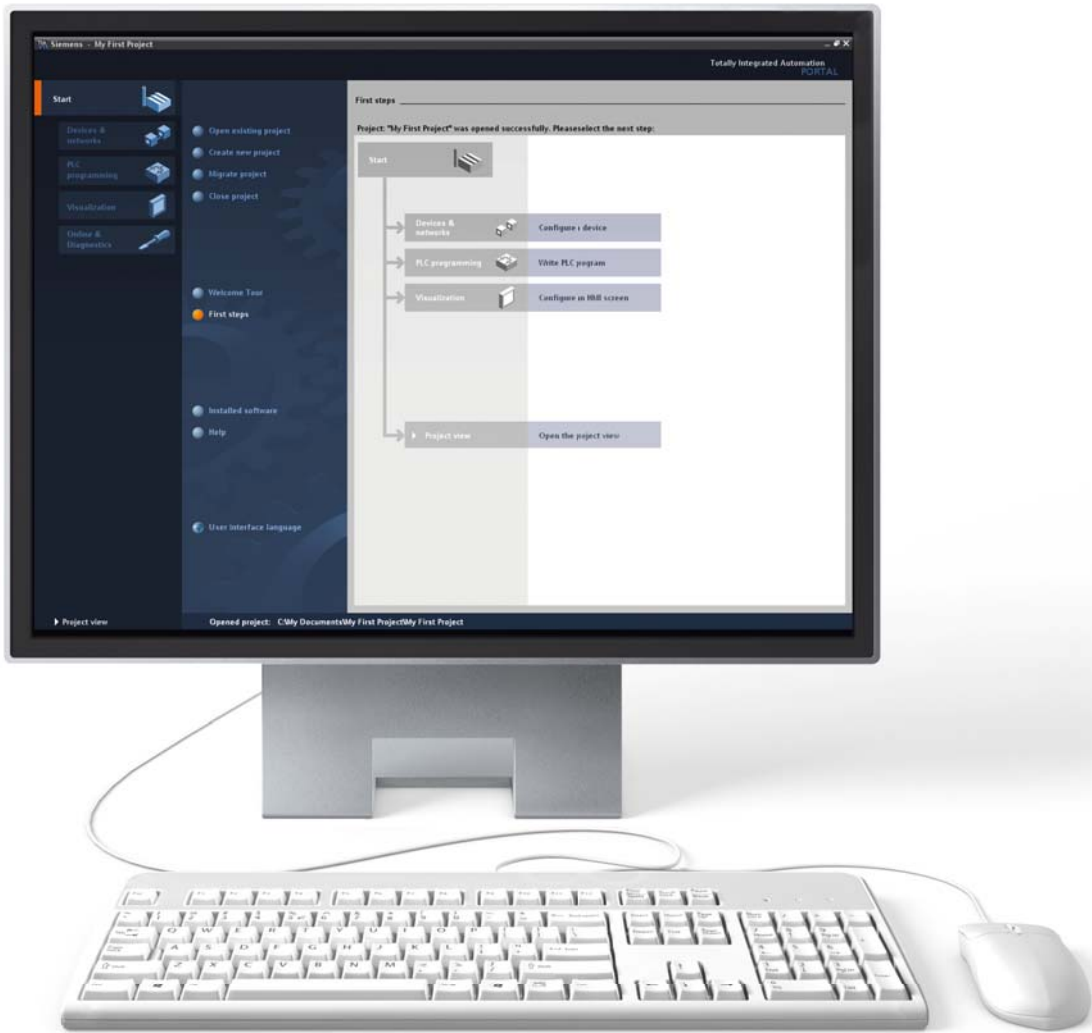 Siemens - My First Project
Totally Integrated Automation
PORTAL
Start
Devices &
networks
PLC
programming
Visualization
Online &
Diagnostics
Open existing project
Create new project
Migrate project
Close project
Welcome Tour
First steps
Installed software
Help
User interface language
First steps
Project: "My First Project" was opened successfully. Pleaseselect the next step:
Start
Devices &
networks
Configure a device
PLC programming
Write PLC program
Visualization
Configure an HMI screen
Project view
Open the project view
Project view
Opened project: C:\My Documents\My First Project\My First Project
Q W E R T Y U I O P
A S D F G H J K L
Z X C V B N M